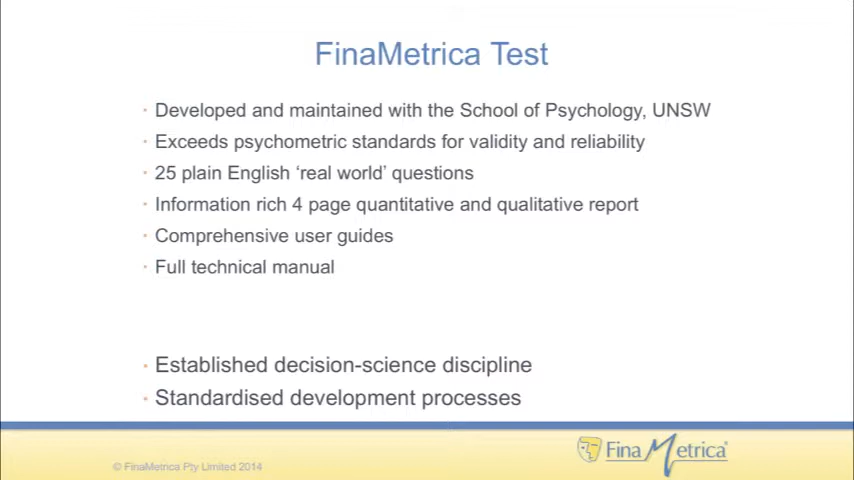 FinaMetrica Test
· Developed and maintained with the School of Psychology, UNSW
· Exceeds psychometric standards for validity and reliability
· 25 plain English ‘real world’ questions
· Information rich 4 page quantitative and qualitative report
· Comprehensive user guides
· Full technical manual
· Established decision-science discipline
· Standardised development processes
© FinaMetrica Pty Limited 2014
FinaMetrica®